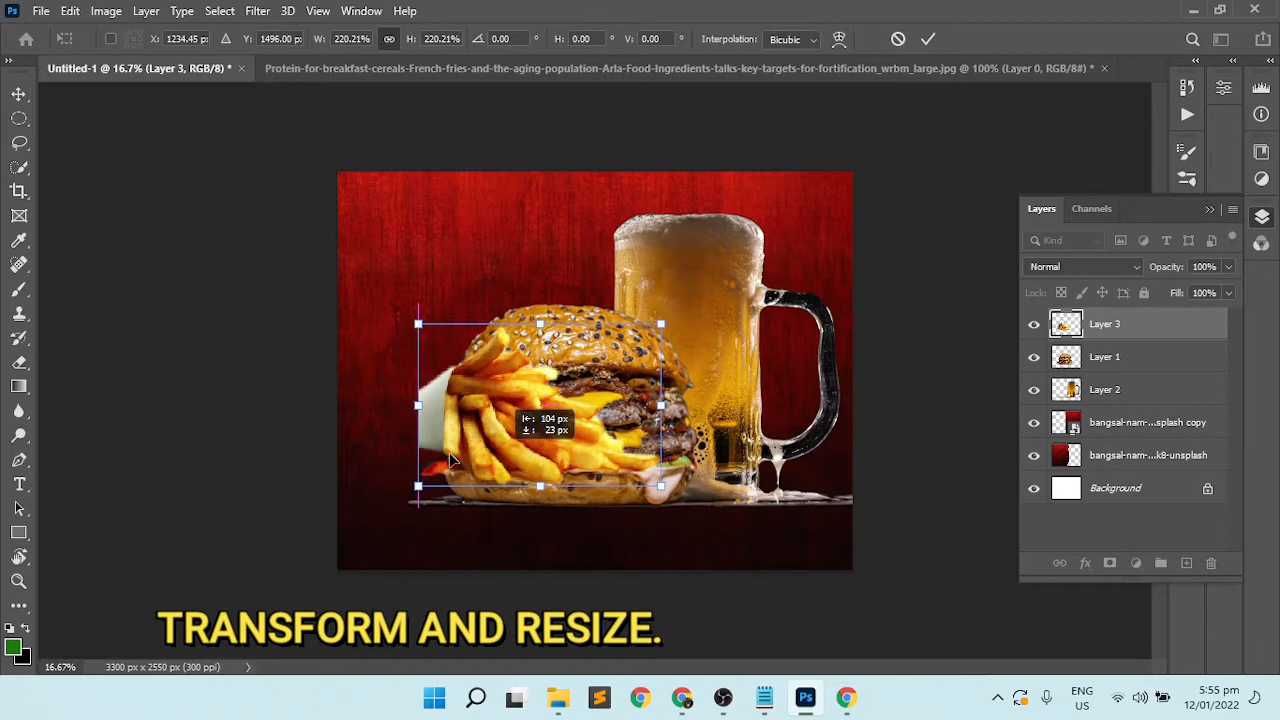 Ps File Edit Image Layer Type Select Filter 3D View Window Help
X: 1234.45 px Y: 1496.00 px W: 220.21% H: 220.21% 0.00 ° H: 0.00 ° V: 0.00 ° Interpolation: Bicubic
Untitled-1 @ 16.7% (Layer 3, RGB/8) * × Protein-for-breakfast-cereals-French-fries-and-the-aging-population-Arla-Food-Ingredients-talks-key-targets-for-fortification_wrbm_large.jpg @ 100% (Layer 0, RGB/8#) * ×
Layers Channels
Kind
Normal Opacity: 100%
Lock: Fill: 100%
Layer 3
Layer 1
Layer 2
bangsal-nam-...splash copy
bangsal-nam-...k-unsplash
Background
104 px
23 px
TRANSFORM AND RESIZE.
16.67% 3300 px x 2550 px (300 ppi)
Ps
ENG
US
5:55 pm
12/01/2022